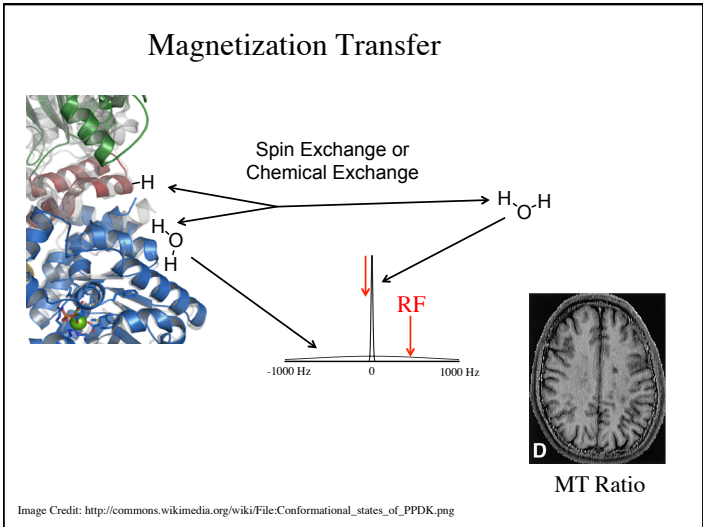 Magnetization Transfer
Spin Exchange or
Chemical Exchange
H
H
O
H
H
O
H
RF
-1000 Hz
0
1000 Hz
D
MT Ratio
Image Credit: http://commons.wikimedia.org/wiki/File:Conformational_states_of_PPDK.png